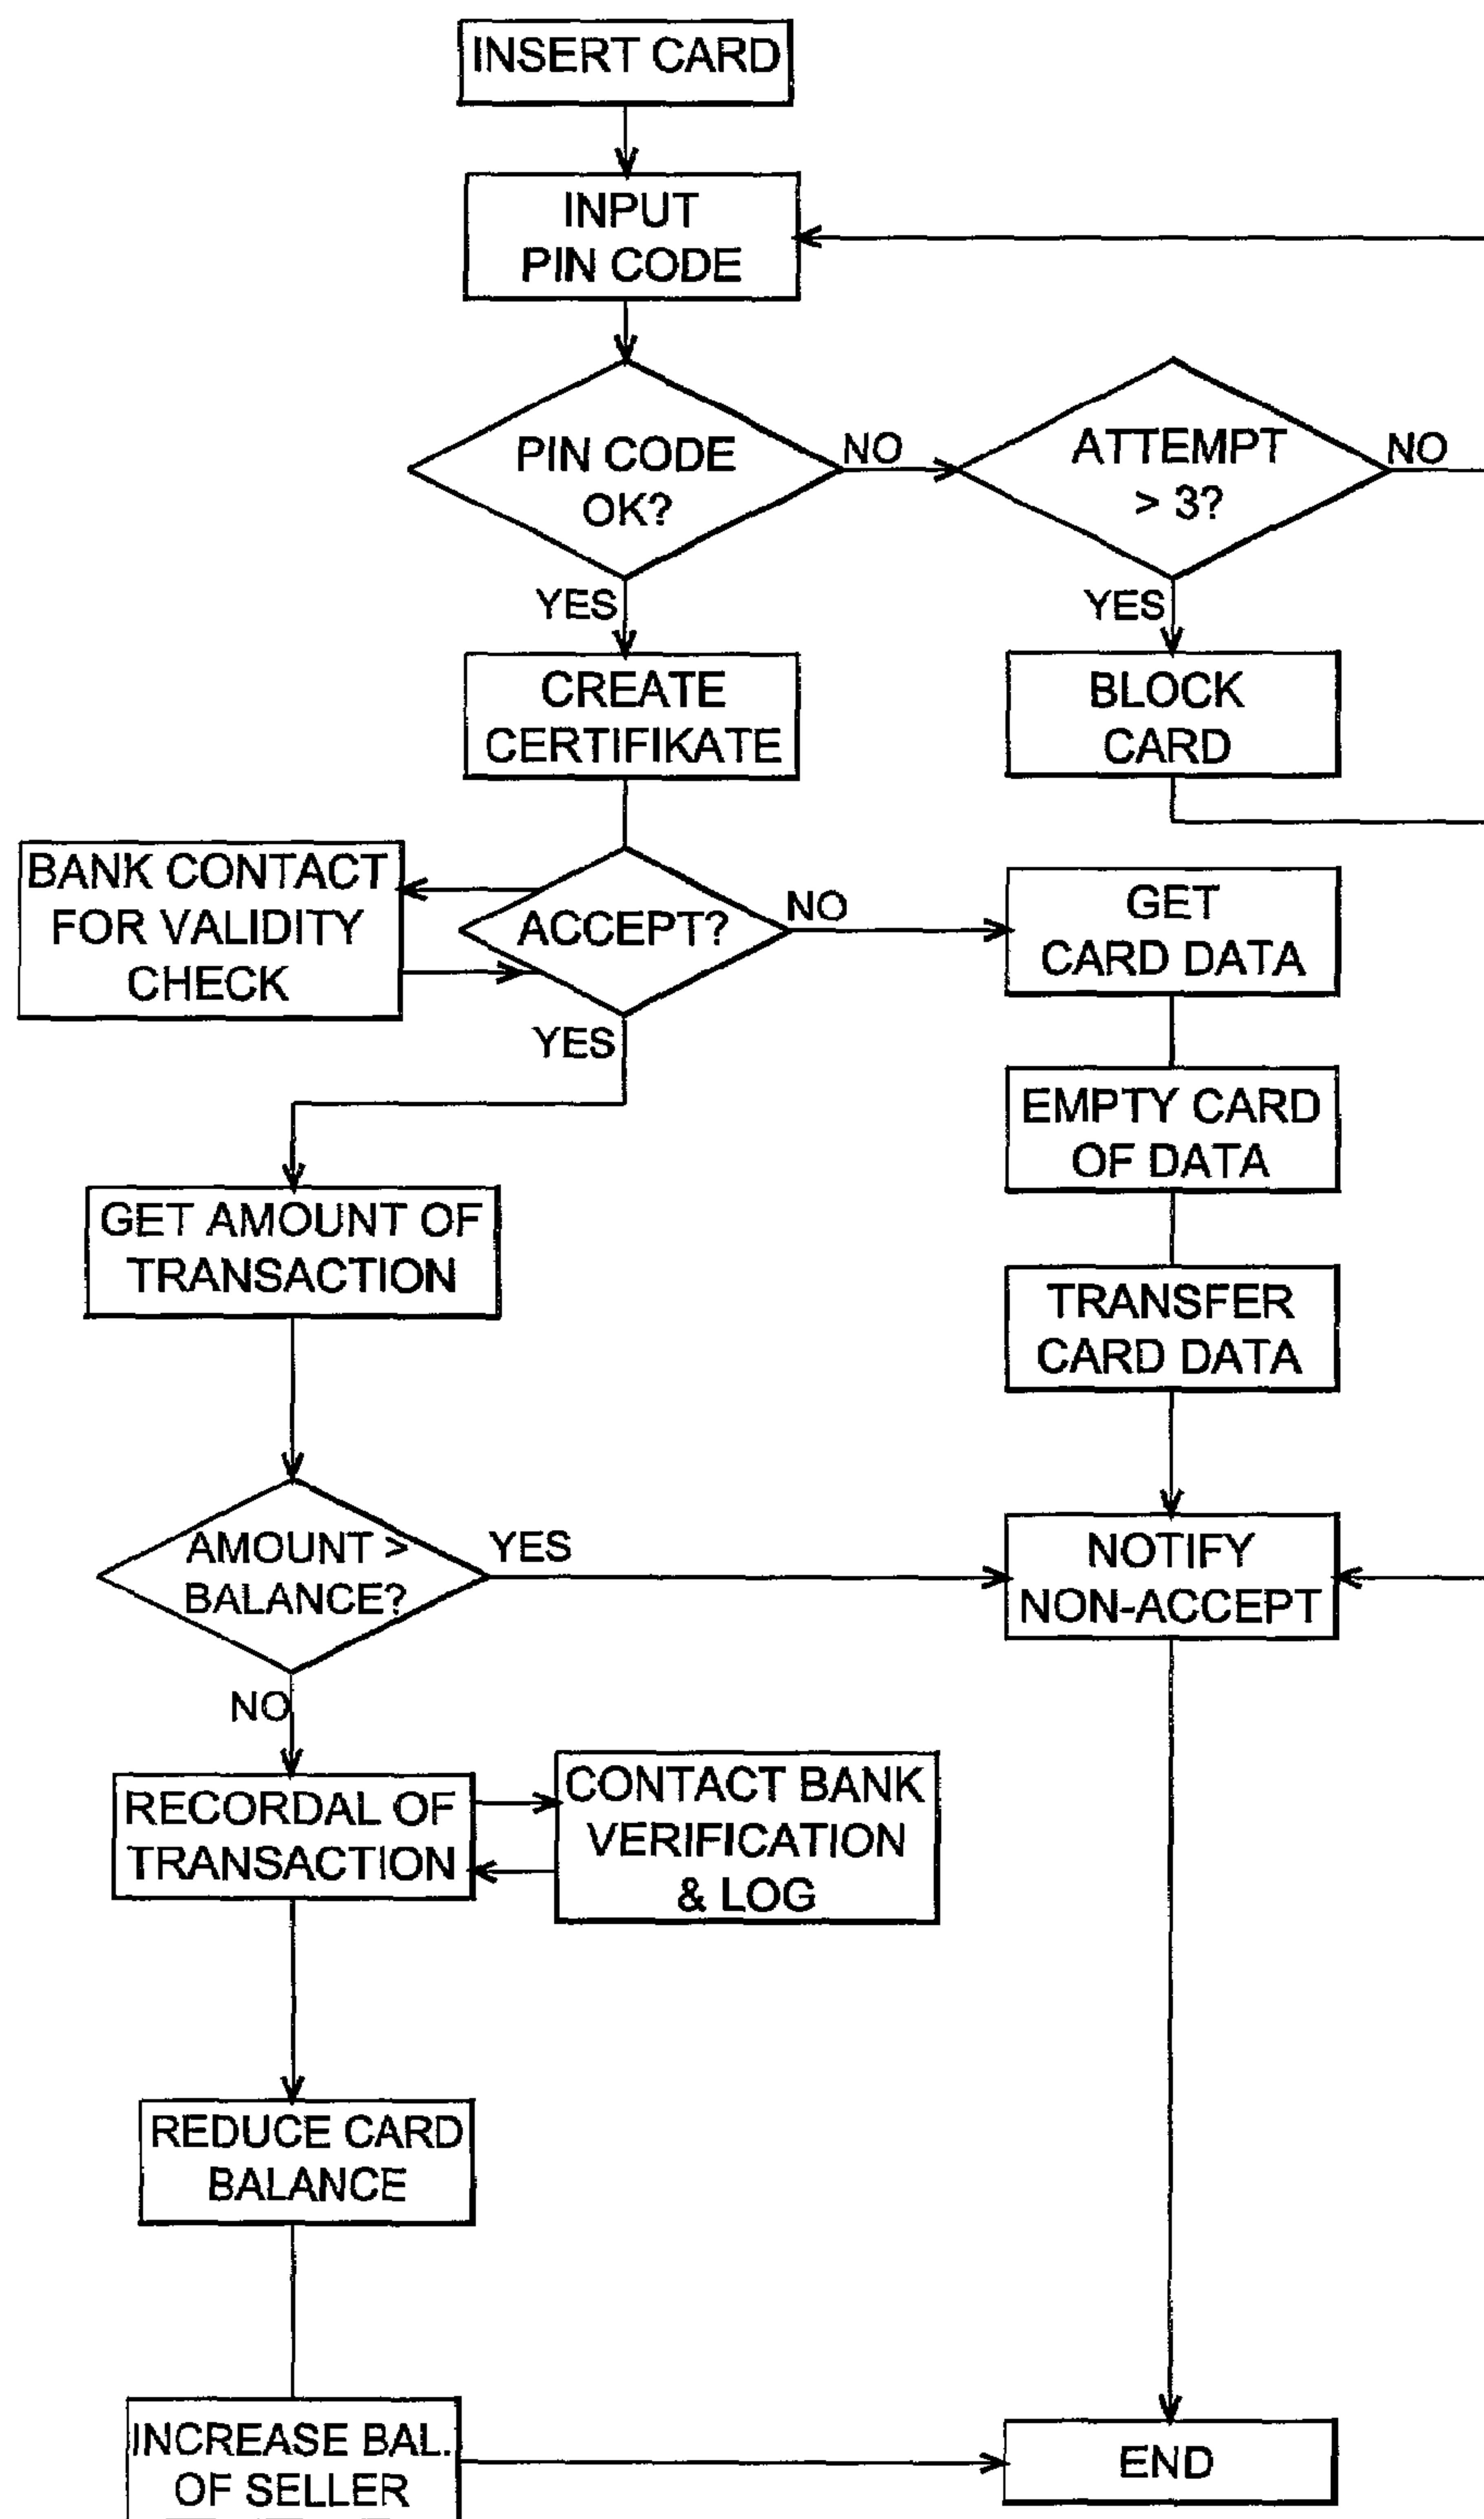 INSERT CARD
INPUT
PIN CODE
PIN CODE
OK?
NO
ATTEMPT
> 3?
NO
YES
YES
CREATE
CERTIFIKATE
BLOCK
CARD
BANK CONTACT
FOR VALIDITY
CHECK
ACCEPT?
NO
YES
GET
CARD DATA
EMPTY CARD
OF DATA
GET AMOUNT OF
TRANSACTION
TRANSFER
CARD DATA
AMOUNT >
BALANCE?
YES
NO
NOTIFY
NON-ACCEPT
RECORDAL OF
TRANSACTION
CONTACT BANK
VERIFICATION
& LOG
REDUCE CARD
BALANCE
INCREASE BAL.
OF SELLER
END